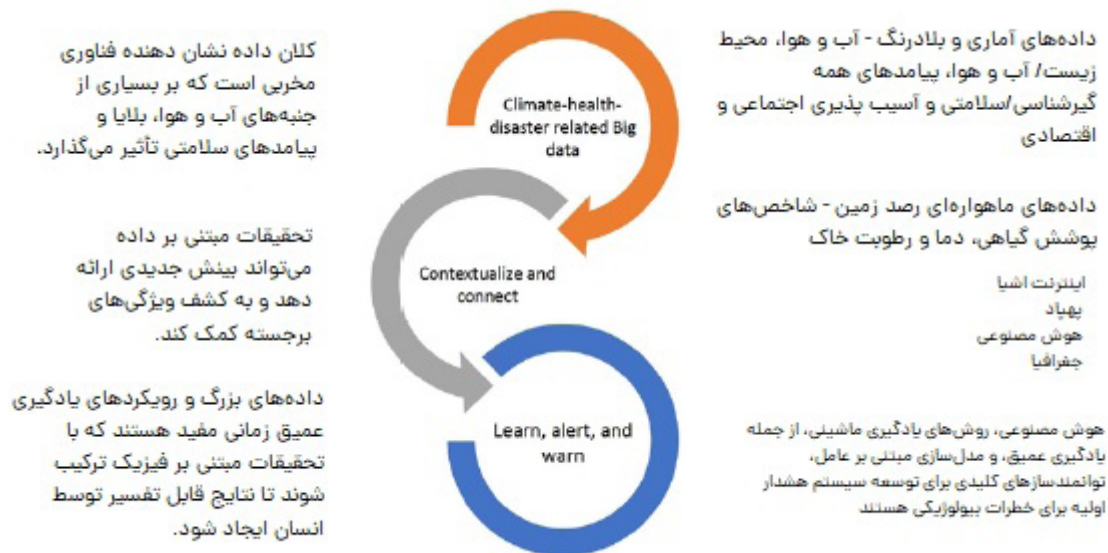 داده‌های آماری و بلادرنگ - آب و هوا، محیط
زیست/ آب و هوا، پیامدهای همه
گیرشناسی/سلامتی و آسیب پذیری اجتماعی و
اقتصادی
داده‌های ماهواره‌ای رصد زمین - شاخص‌های
پوشش گیاهی، دما و رطوبت خاک
اینترنت اشیا
پهپاد
هوش مصنوعی
جغرافیا
هوش مصنوعی، روش‌های یادگیری ماشینی، از جمله
یادگیری عمیق، و مدل‌سازی مبتنی بر عامل،
توانمندسازهای کلیدی برای توسعه سیستم هشدار
اولیه برای خطرات بیولوژیکی هستند
Climate-health-
disaster related Big
data
Contextualize and
connect
Learn, alert, and
warn
کلان داده نشان دهنده فناوری
مخربی است که بر بسیاری از
جنبه‌های آب و هوا، بلایا و
پیامدهای سلامتی تأثیر می‌گذارد.
تحقیقات مبتنی بر داده
می‌تواند بینش جدیدی ارائه
دهد و به کشف ویژگی‌های
برجسته کمک کند.
داده‌های بزرگ و رویکردهای یادگیری
عمیق زمانی مفید هستند که با
تحقیقات مبتنی بر فیزیک ترکیب
شوند تا نتایج قابل تفسیر توسط
انسان ایجاد شود.